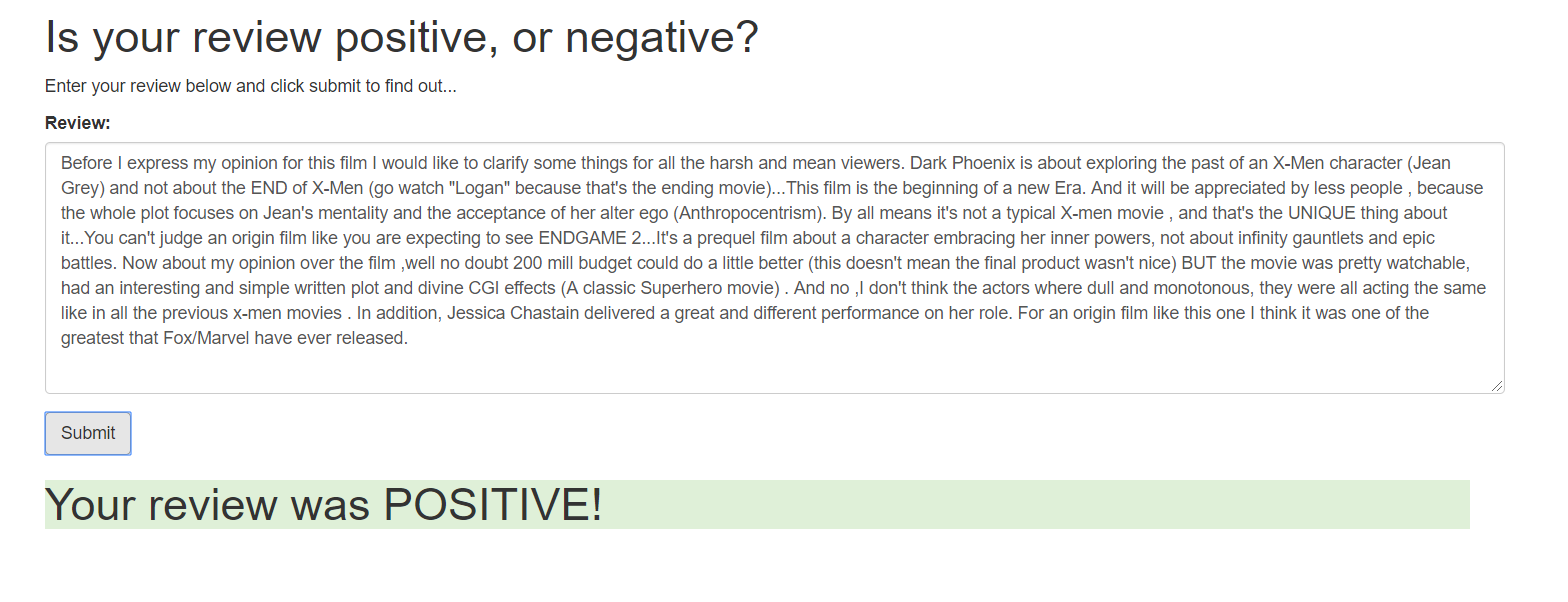 Is your review positive, or negative?
Enter your review below and click submit to find out...
Review:
Before I express my opinion for this film I would like to clarify some things for all the harsh and mean viewers. Dark Phoenix is about exploring the past of an X-Men character (Jean
Grey) and not about the END of X-Men (go watch "Logan" because that's the ending movie)...This film is the beginning of a new Era. And it will be appreciated by less people , because
the whole plot focuses on Jean's mentality and the acceptance of her alter ego (Anthropocentrism). By all means it's not a typical X-men movie , and that's the UNIQUE thing about
it...You can't judge an origin film like you are expecting to see ENDGAME 2...It's a prequel film about a character embracing her inner powers, not about infinity gauntlets and epic
battles. Now about my opinion over the film ,well no doubt 200 mill budget could do a little better (this doesn't mean the final product wasn't nice) BUT the movie was pretty watchable,
had an interesting and simple written plot and divine CGI effects (A classic Superhero movie) . And no ,I don't think the actors where dull and monotonous, they were all acting the same
like in all the previous x-men movies . In addition, Jessica Chastain delivered a great and different performance on her role. For an origin film like this one I think it was one of the
greatest that Fox/Marvel have ever released.
Submit
Your review was POSITIVE!